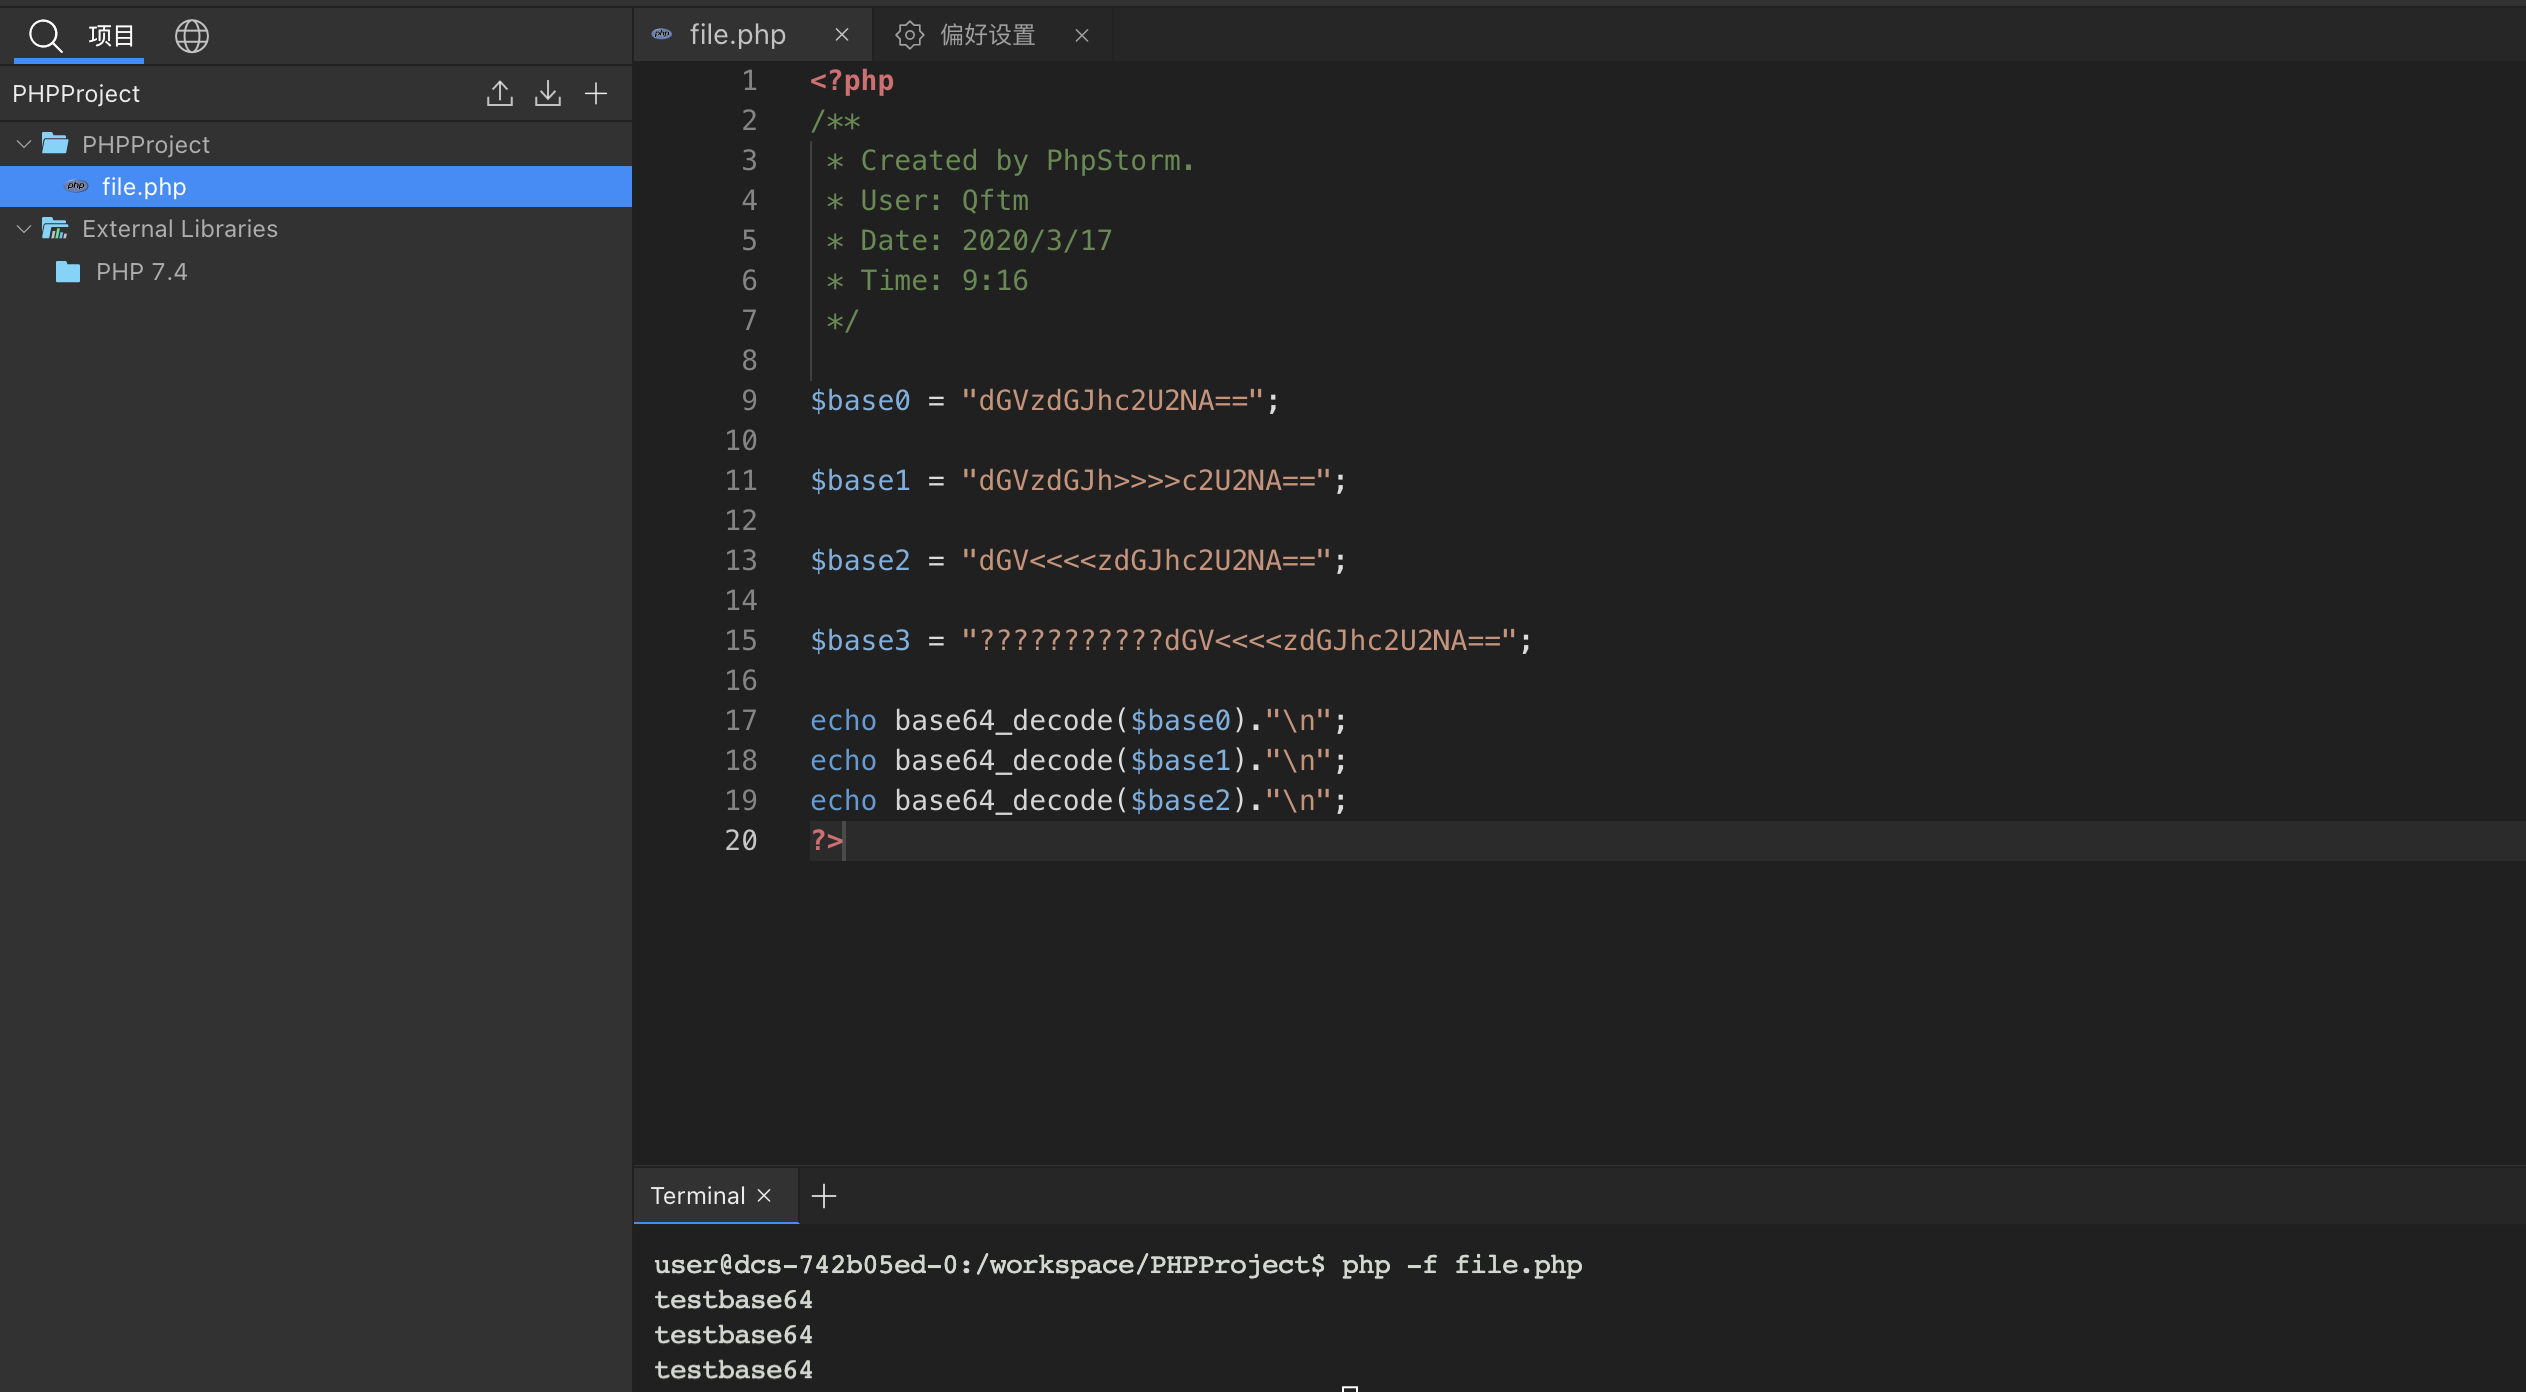 项目
PHPProject
PHPProject
php file.php
External Libraries
PHP 7.4
php file.php
偏好设置
1 <?php
2 /**
3  * Created by PhpStorm.
4  * User: Qftm
5  * Date: 2020/3/17
6  * Time: 9:16
7  */
8
9 $base0 = "dGVzdGJhc2U2NA==";
10
11 $base1 = "dGVzdGJh>>>>c2U2NA==";
12
13 $base2 = "dGV<<<<zdGJhc2U2NA==";
14
15 $base3 = "???????????dGV<<<<zdGJhc2U2NA==";
16
17 echo base64_decode($base0)."\n";
18 echo base64_decode($base1)."\n";
19 echo base64_decode($base2)."\n";
20 ?>
Terminal
user@dcs-742b05ed-0:/workspace/PHPProject$ php -f file.php
testbase64
testbase64
testbase64